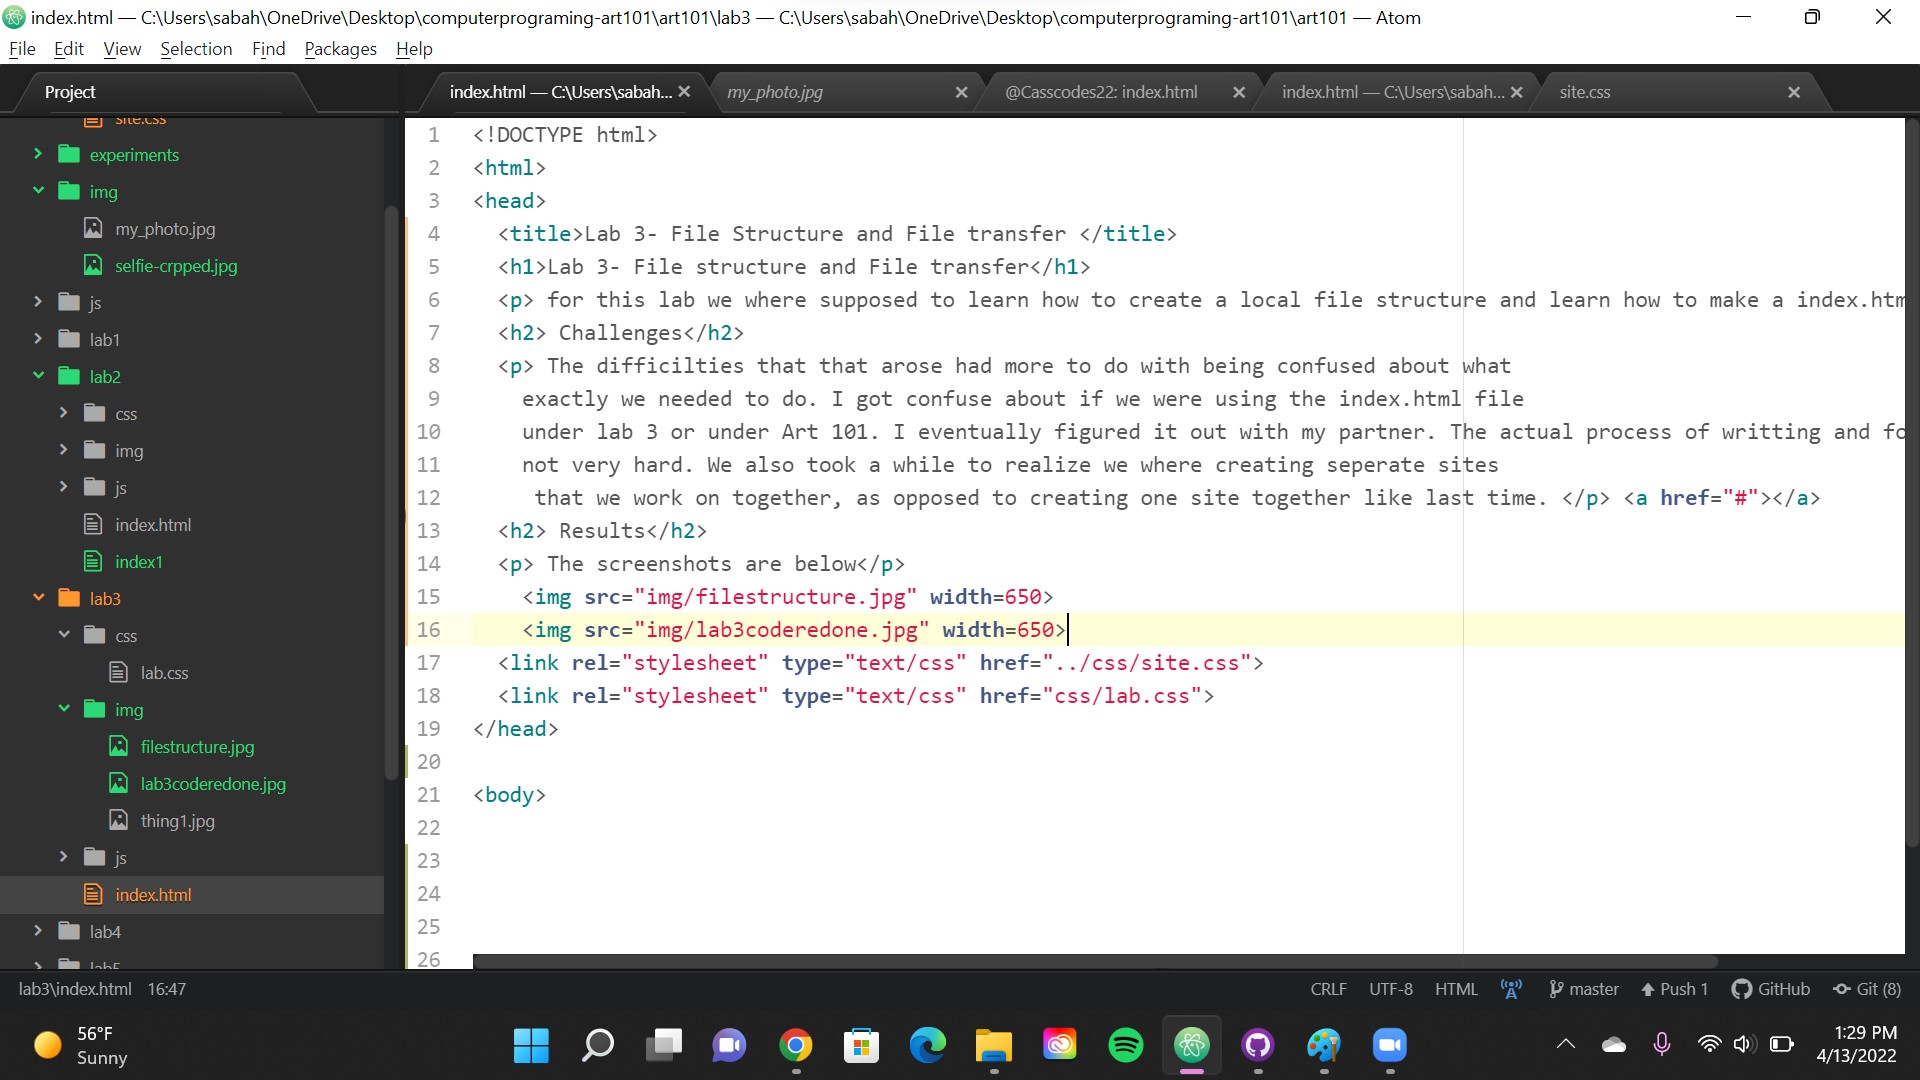 index.html — C:\Users\sabah\OneDrive\Desktop\computerprograming-art101\art101\lab3 — C:\Users\sabah\OneDrive\Desktop\computerprograming-art101\art101 — Atom
File Edit View Selection Find Packages Help
Project
index.html — C:\Users\sabah...
my_photo.jpg
@Casscodes22: index.html
index.html — C:\Users\sabah...
site.css
site.css
experiments
img
my_photo.jpg
selfie-crpped.jpg
js
lab1
lab2
css
img
js
index.html
index1
lab3
css
lab.css
img
filestructure.jpg
lab3coderedone.jpg
thing1.jpg
js
index.html
lab4
lab5
1 <!DOCTYPE html>
2 <html>
3 <head>
4 <title>Lab 3- File Structure and File transfer </title>
5 <h1>Lab 3- File structure and File transfer</h1>
6 <p> for this lab we where supposed to learn how to create a local file structure and learn how to make a index.htm
7 <h2> Challenges</h2>
8 <p> The difficilties that that arose had more to do with being confused about what
9 exactly we needed to do. I got confuse about if we were using the index.html file
10 under lab 3 or under Art 101. I eventually figured it out with my partner. The actual process of writting and fo
11 not very hard. We also took a while to realize we where creating seperate sites
12 that we work on together, as opposed to creating one site together like last time. </p> <a href="#"></a>
13 <h2> Results</h2>
14 <p> The screenshots are below</p>
15 <img src="img/filestructure.jpg" width=650>
16 <img src="img/lab3coderedone.jpg" width=650>
17 <link rel="stylesheet" type="text/css" href="../css/site.css">
18 <link rel="stylesheet" type="text/css" href="css/lab.css">
19 </head>
20
21 <body>
22
23
24
25
26
lab3\index.html 16:47
CRLF UTF-8 HTML master Push 1 GitHub Git (8)
56°F
Sunny
1:29 PM
4/13/2022